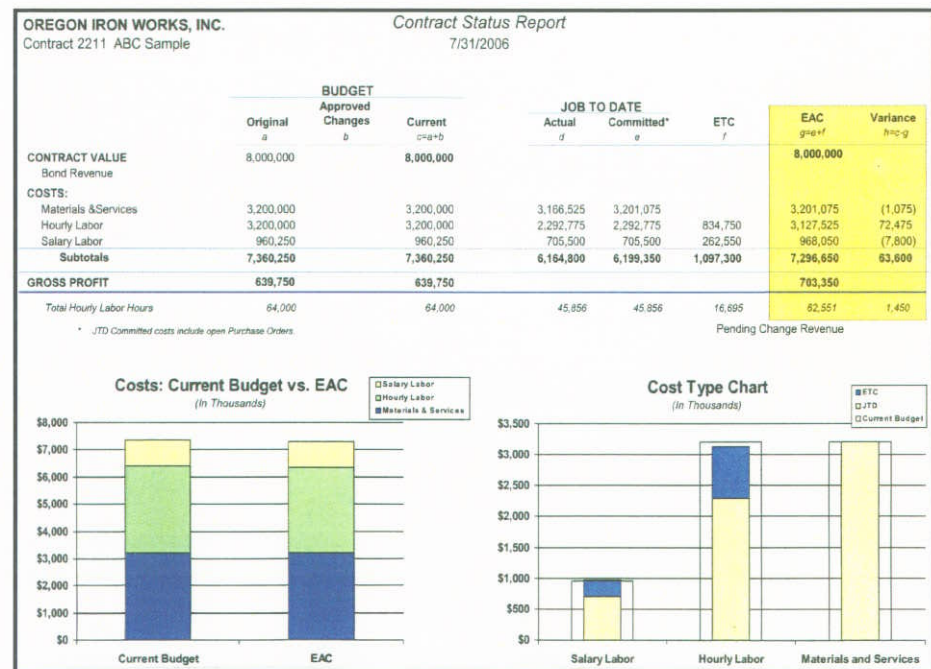 OREGON IRON WORKS, INC. Contract Status Report
Contract 2211 ABC Sample 7/31/2006
BUDGET
Approved JOB TO DATE
Original Changes Current Actual Committed* ETC EAC Variance
a b c=a+b d e f g=e+f h=c-g
CONTRACT VALUE 8,000,000 8,000,000 8,000,000
Bond Revenue
COSTS:
Materials &Services 3,200,000 3,200,000 3,166,525 3,201,075 3,201,075 (1,075)
Hourly Labor 3,200,000 3,200,000 2,292,775 2,292,775 834,750 3,127,525 72,475
Salary Labor 960,250 960,250 705,500 705,500 262,550 968,050 (7,800)
Subtotals 7,360,250 7,360,250 6,164,800 6,199,350 1,097,300 7,296,650 63,600
GROSS PROFIT 639,750 639,750 703,350
Total Hourly Labor Hours 64,000 64,000 45,856 45,856 16,695 62,551 1,450
* JTD Committed costs include open Purchase Orders. Pending Change Revenue
Costs: Current Budget vs. EAC
(In Thousands)
Salary Labor
Hourly Labor
Materials & Services
$8,000
$7,000
$6,000
$5,000
$4,000
$3,000
$2,000
$1,000
$0
Current Budget EAC
Cost Type Chart
(In Thousands)
ETC
JTD
Current Budget
$3,500
$3,000
$2,500
$2,000
$1,500
$1,000
$500
$0
Salary Labor Hourly Labor Materials and Services